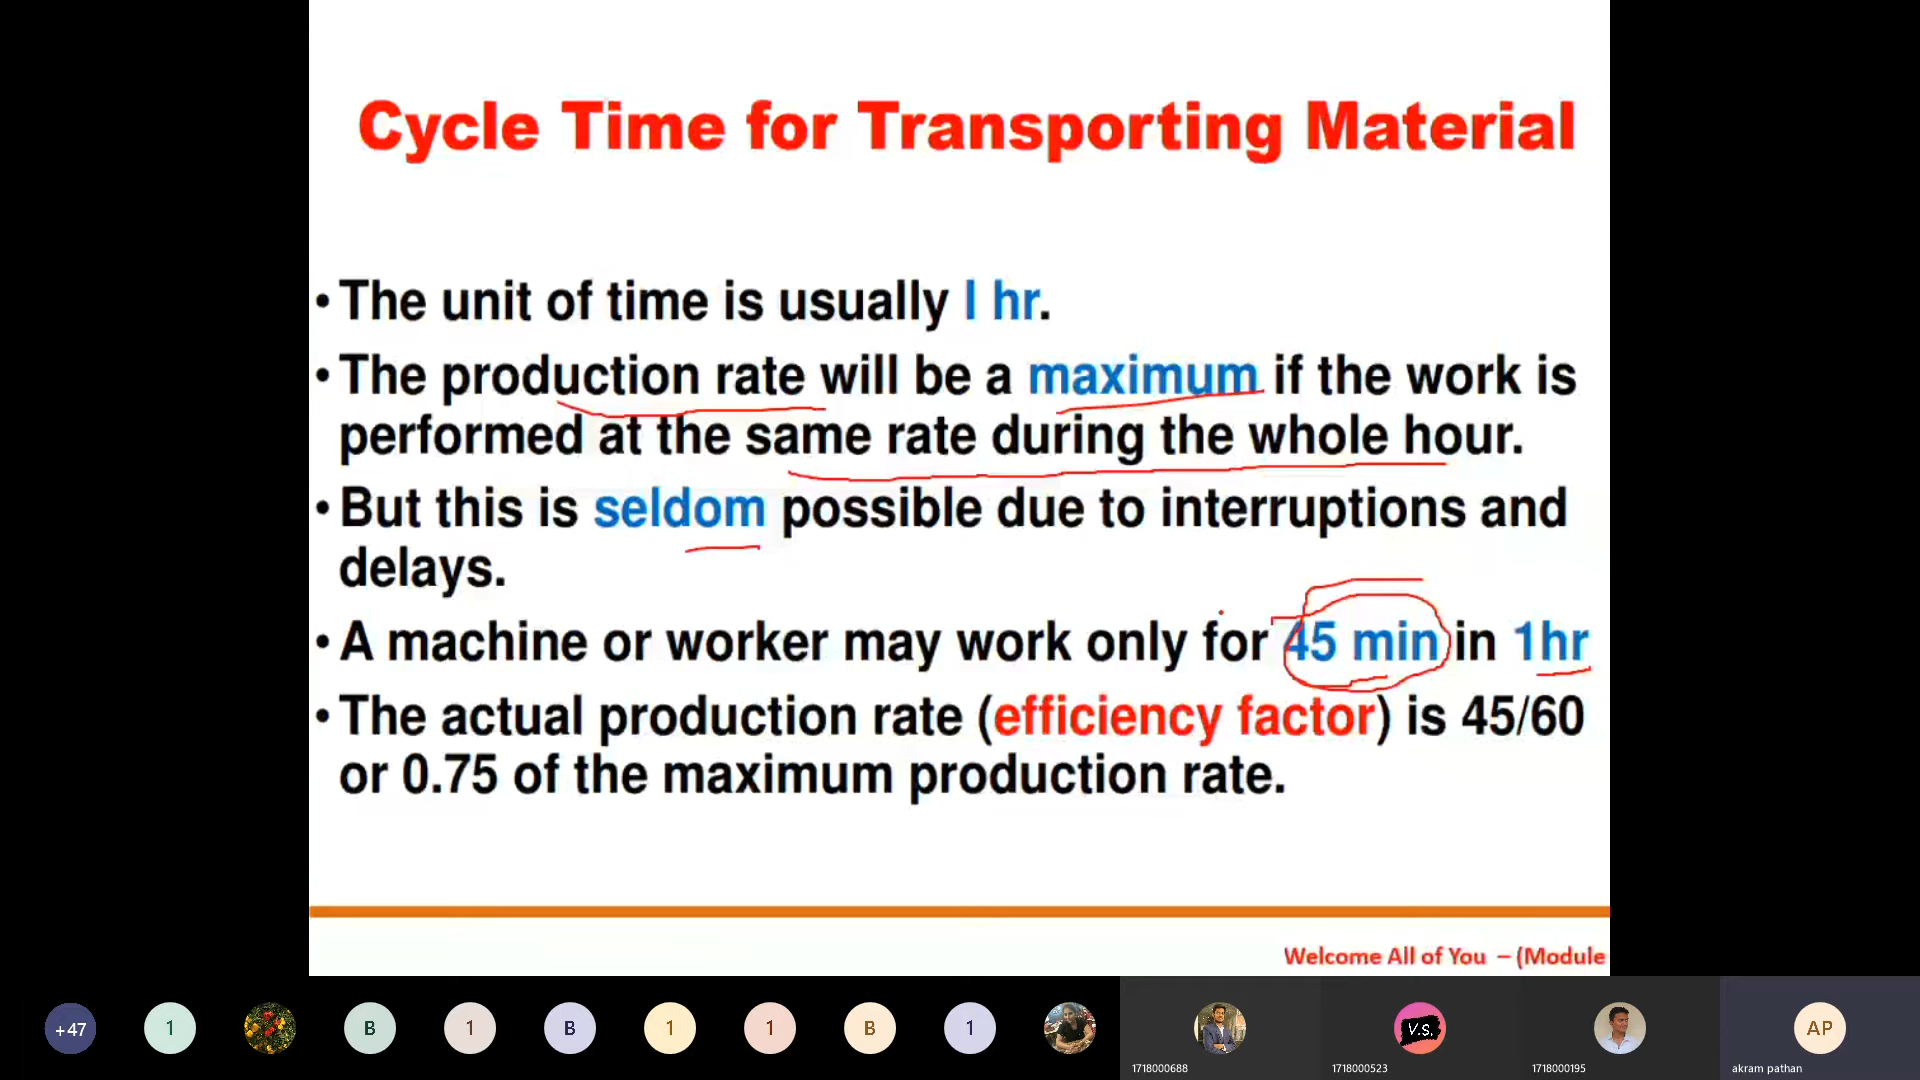 Cycle Time for Transporting Material
• The unit of time is usually l hr.
• The production rate will be a maximum if the work is
performed at the same rate during the whole hour.
• But this is seldom possible due to interruptions and
delays.
• A machine or worker may work only for 45 min in 1hr
• The actual production rate (efficiency factor) is 45/60
or 0.75 of the maximum production rate.
Welcome All of You – (Module
+47
1
B
1
B
1
1
B
1
V.S.
AP
1718000688
1718000523
1718000195
akram pathan